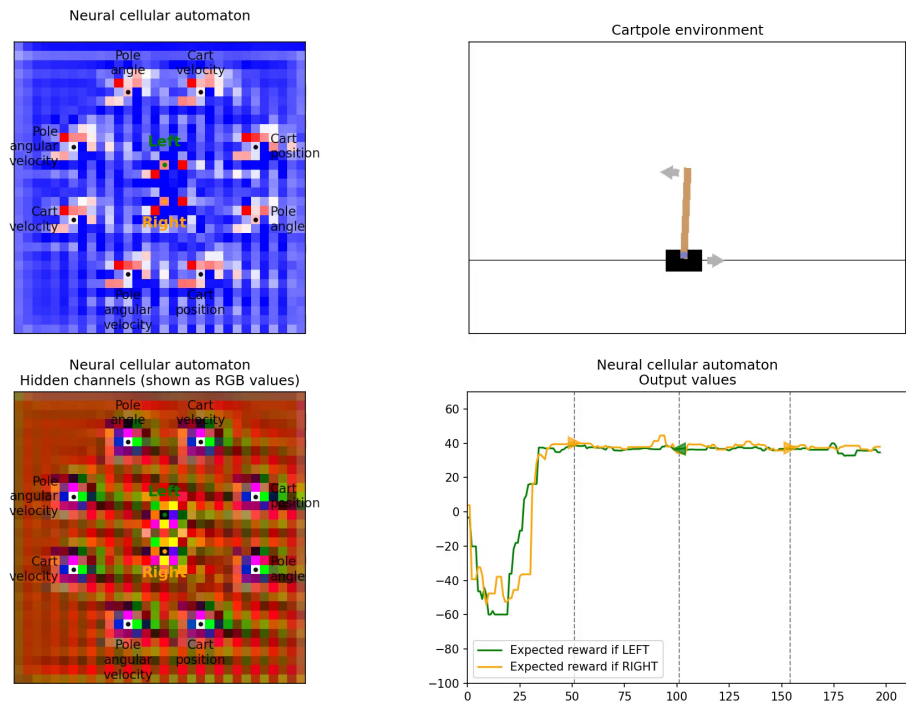 Neural cellular automaton
Pole
angle
Cart
velocity
Pole
angular
velocity
Left
Cart
position
Cart
velocity
Right
Pole
angle
Pole
angular
velocity
Cart
position
Cartpole environment
Neural cellular automaton
Hidden channels (shown as RGB values)
Pole
angle
Cart
velocity
Pole
angular
velocity
Left
Cart
position
Cart
velocity
Right
Pole
angle
Pole
angular
velocity
Cart
position
Neural cellular automaton
Output values
60
40
20
0
−20
−40
−60
−80
−100
Expected reward if LEFT
Expected reward if RIGHT
0 25 50 75 100 125 150 175 200